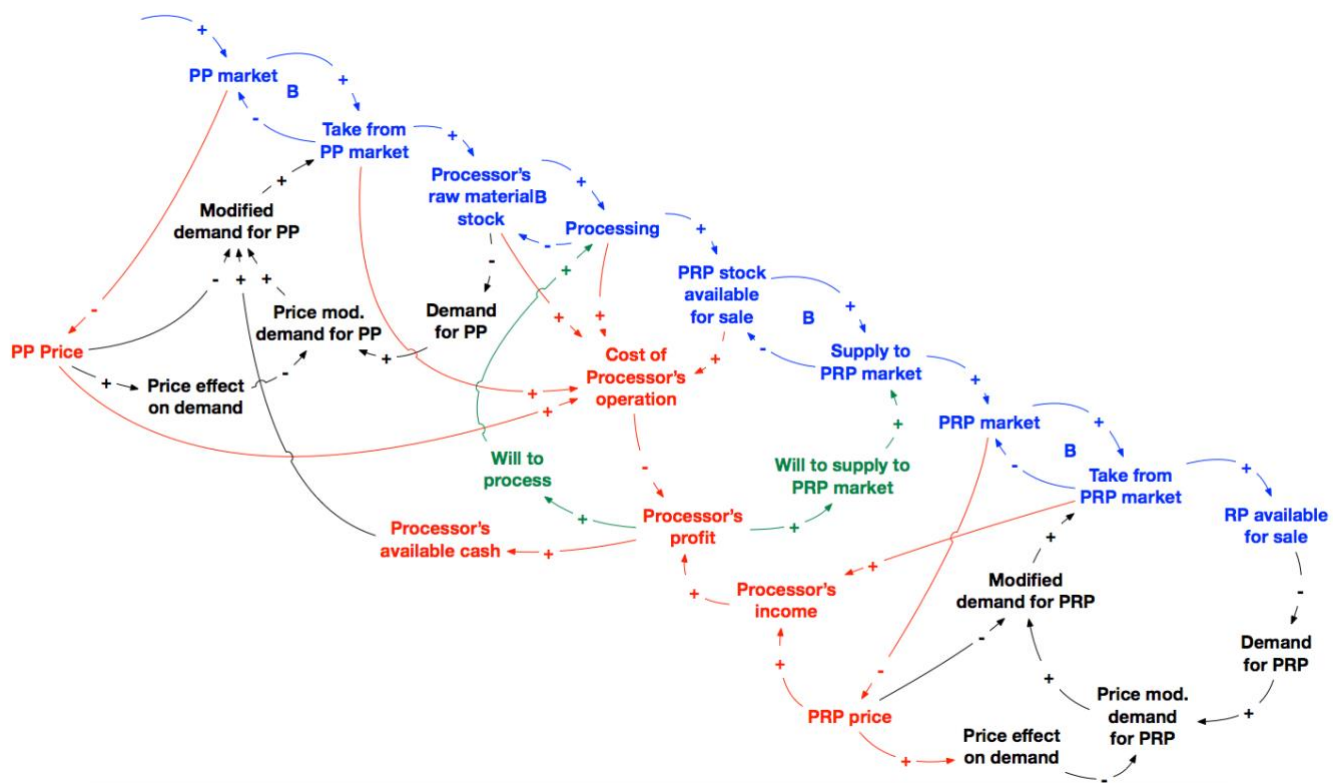 +
PP market
B
+
-
Take from
PP market
+
Processor's
raw material B
stock
+
-
Processing
+
+
Modified
demand for PP
-
+
+
-
+
PRP stock
available
for sale
+
B
-
Supply to
PRP market
+
-
PP Price
Price mod.
demand for PP
Demand
for PP
+
+
+
+
Price effect
on demand
-
+
+
Cost of
Processor's
operation
+
+
PRP market
+
B
-
Take from
PRP market
+
RP available
for sale
Will to
process
-
Will to supply to
PRP market
+
+
Processor's
profit
+
Processor's
available cash
+
+
+
Modified
demand for PRP
-
+
Processor's
income
-
Demand
for PRP
+
-
+
PRP price
Price mod.
demand
for PRP
+
+
Price effect
on demand
-